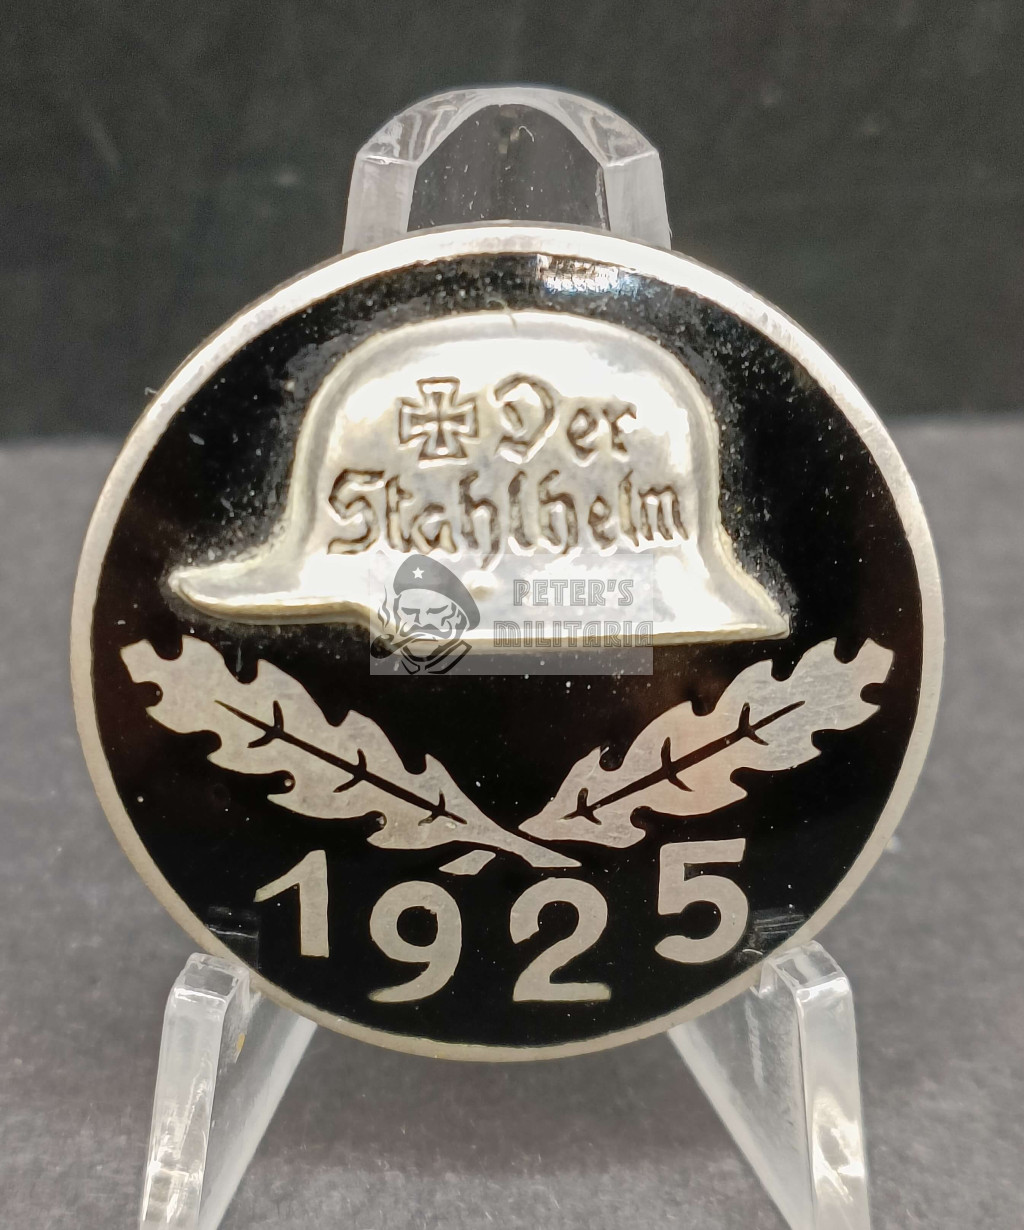 Der
Stahlhelm
PETER'S
MILITARIA
1925